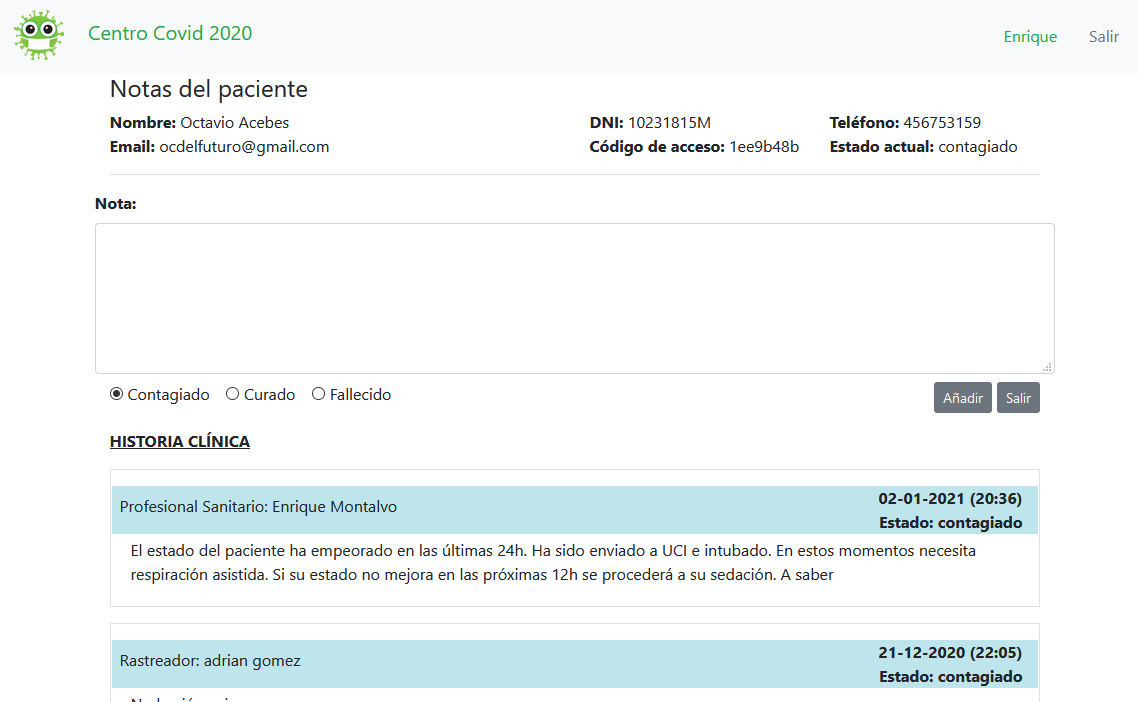 Centro Covid 2020
Enrique
Salir
Notas del paciente
Nombre: Octavio Acebes
DNI: 10231815M
Teléfono: 456753159
Email: ocdelfuturo@gmail.com
Código de acceso: 1ee9b48b
Estado actual: contagiado
Nota:
Contagiado
Curado
Fallecido
Añadir
Salir
HISTORIA CLÍNICA
Profesional Sanitario: Enrique Montalvo
02-01-2021 (20:36)
Estado: contagiado
El estado del paciente ha empeorado en las últimas 24h. Ha sido enviado a UCI e intubado. En estos momentos necesita
respiración asistida. Si su estado no mejora en las próximas 12h se procederá a su sedación. A saber
Rastreador: adrian gomez
21-12-2020 (22:05)
Estado: contagiado